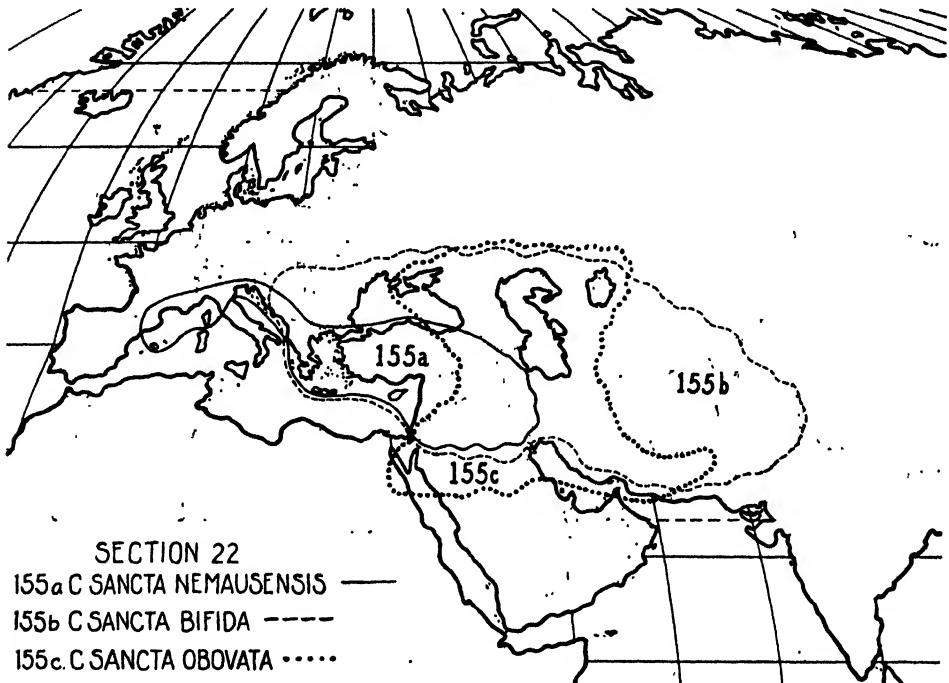 155a
155b
155c
SECTION 22
155a C SANCTA NEMAUSENSIS
155b C SANCTA BIFIDA
155c. C SANCTA OBOVATA